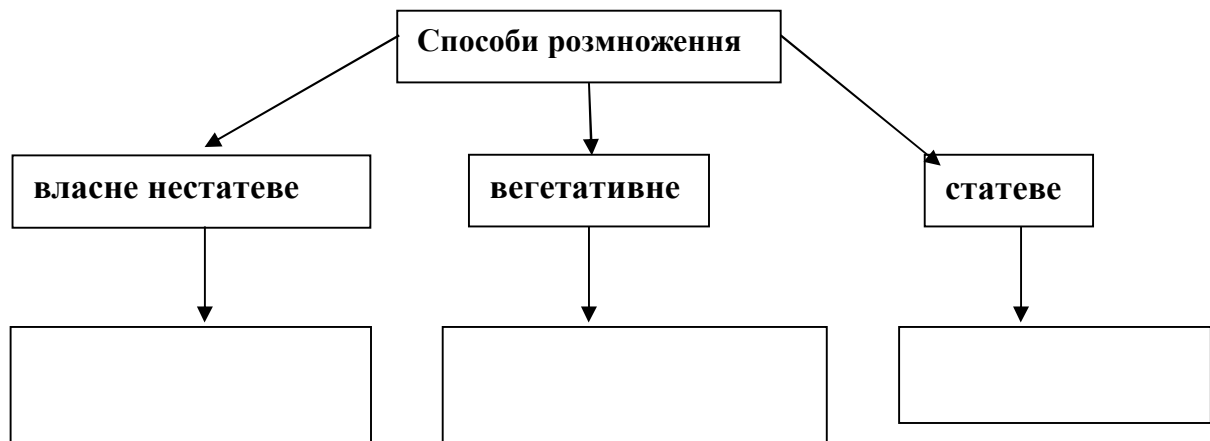 Способи розмноження
власне нестатеве
вегетативне
статеве